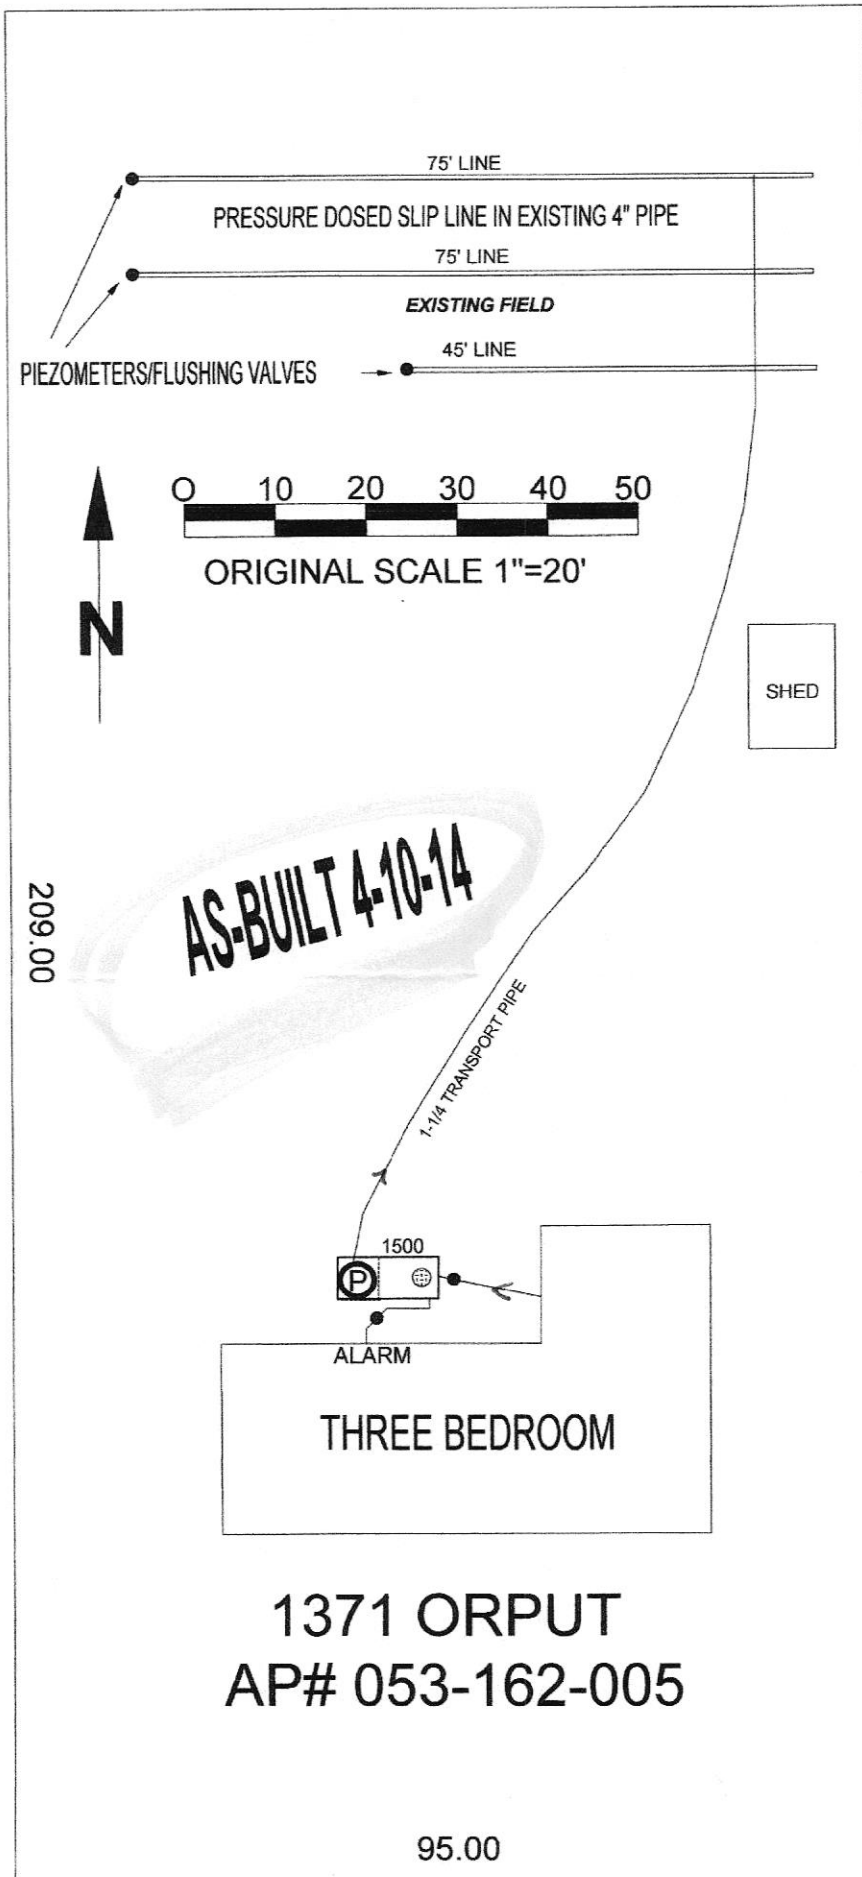 75' LINE
PRESSURE DOSED SLIP LINE IN EXISTING 4" PIPE
75' LINE
EXISTING FIELD
45' LINE
PIEZOMETERS/FLUSHING VALVES
0 10 20 30 40 50
ORIGINAL SCALE 1"=20'
N
SHED
AS-BUILT 4-10-14
209.00
1-1/4 TRANSPORT PIPE
1500
P
ALARM
THREE BEDROOM
1371 ORPUT
AP# 053-162-005
95.00